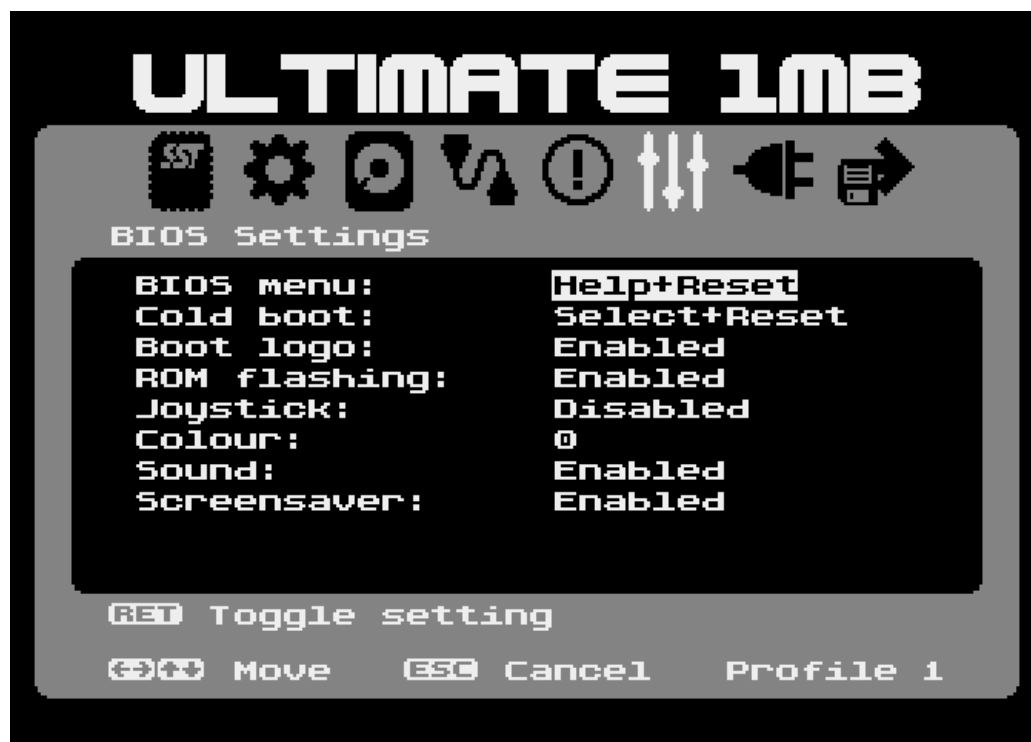 ULTIMATE 1MB
SST
BIOS Settings
BIOS menu: Help+Reset
Cold boot: Select+Reset
Boot logo: Enabled
ROM flashing: Enabled
Joystick: Disabled
Colour: 0
Sound: Enabled
Screensaver: Enabled
RET Toggle setting
←→↑↓ Move ESC Cancel Profile 1